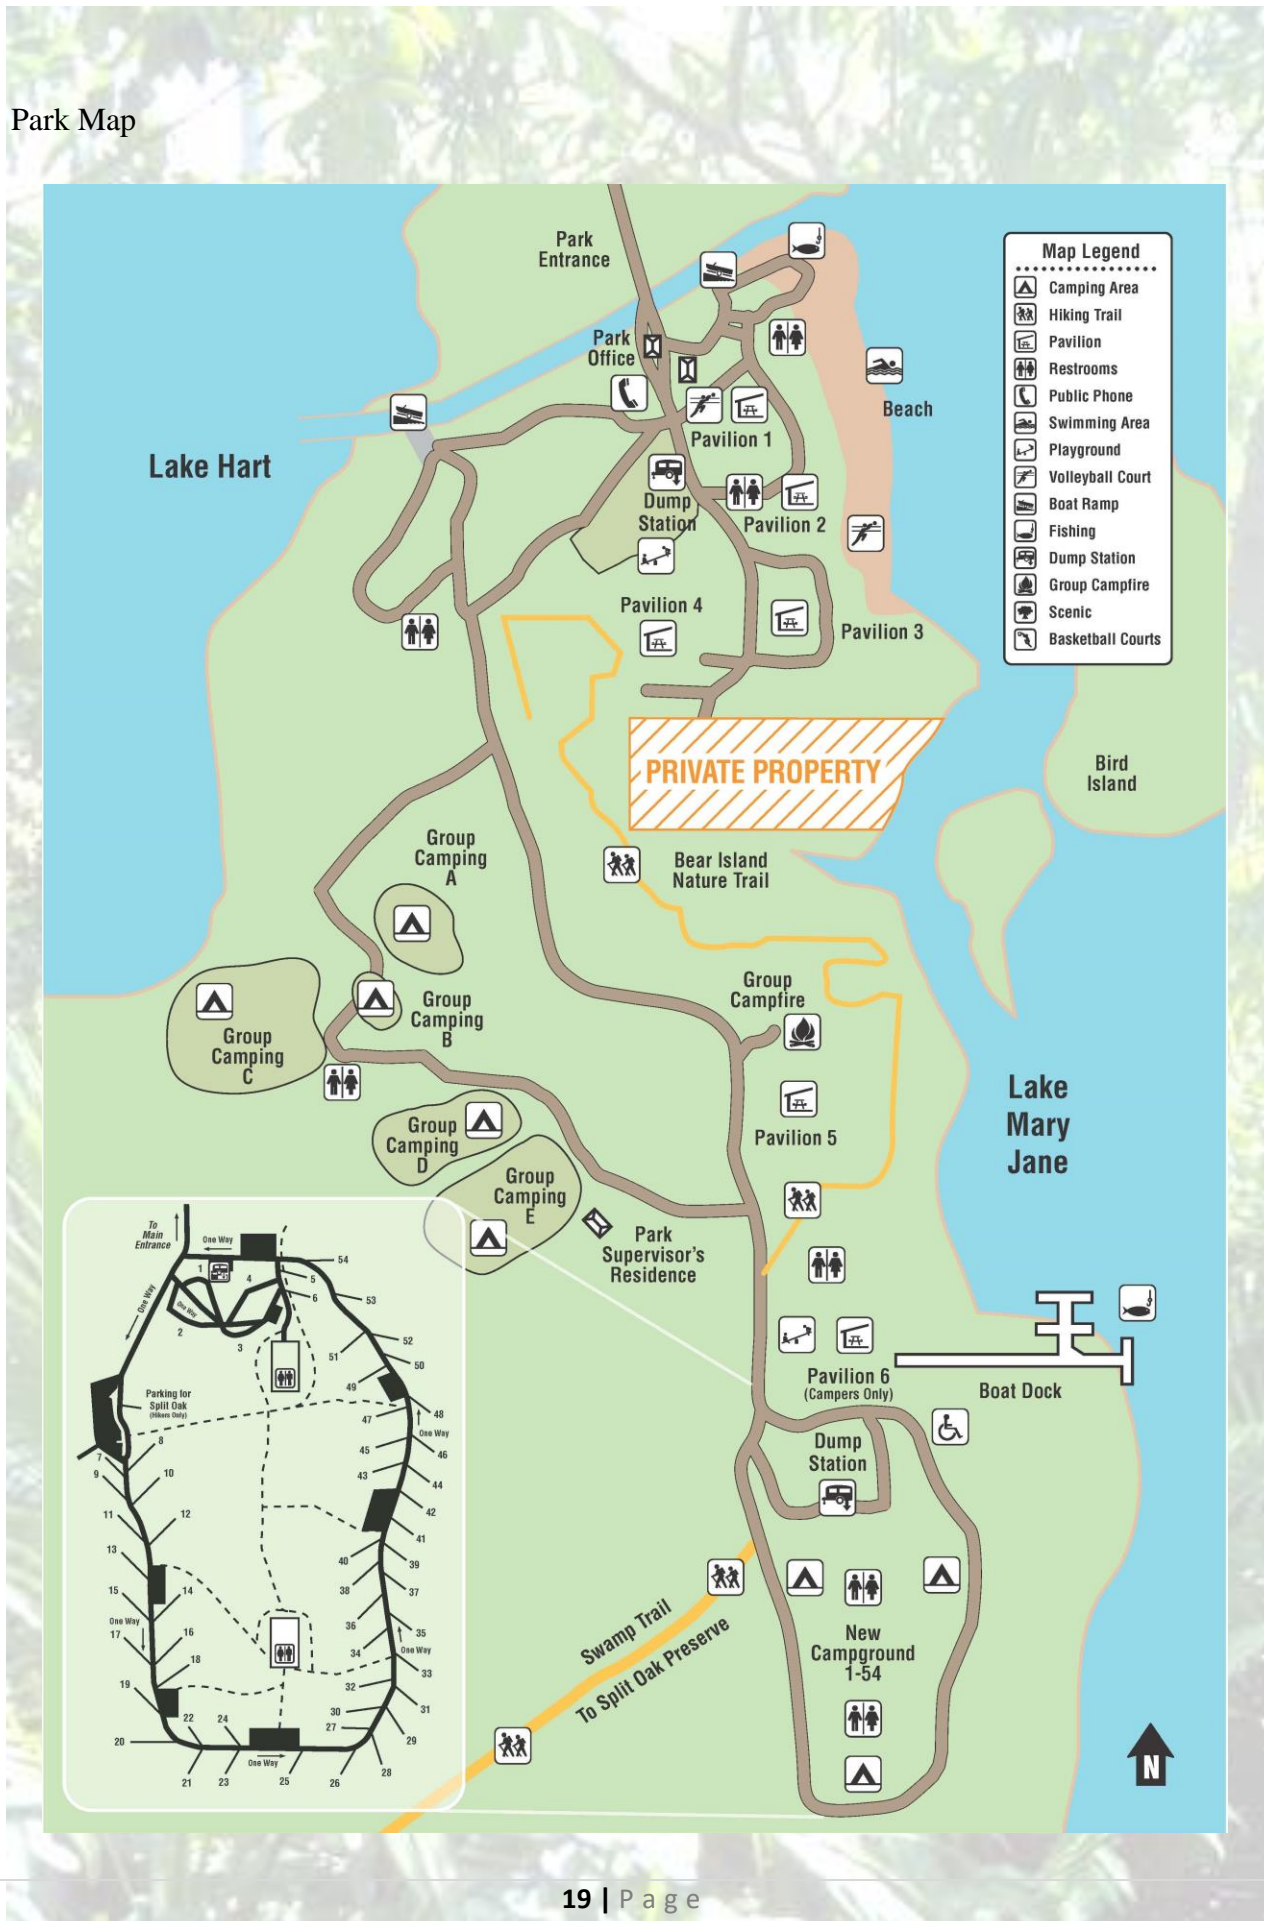 Park Map
Park
Entrance
Park
Office
Pavilion 1
Beach
Lake Hart
Dump
Station
Pavilion 2
Pavilion 4
Pavilion 3
PRIVATE PROPERTY
Bird
Island
Map Legend
Camping Area
Hiking Trail
Pavilion
Restrooms
Public Phone
Swimming Area
Playground
Volleyball Court
Boat Ramp
Fishing
Dump Station
Group Campfire
Scenic
Basketball Courts
Group
Camping
A
Bear Island
Nature Trail
Group
Camping
B
Group
Camping
C
Group
Campfire
Pavilion 5
Lake
Mary
Jane
Group
Camping
D
Group
Camping
E
Park
Supervisor's
Residence
Pavilion 6
(Campers Only)
Boat Dock
Dump
Station
New
Campground
1-54
Swamp Trail
To Split Oak Preserve
N
To
Main
Entrance
One Way
One Way
One Way
Parking for
Split Oak
(Hikers Only)
One Way
One Way
One Way
One Way
1
2
3
4
5
6
7
8
9
10
11
12
13
14
15
16
17
18
19
20
21
22
23
24
25
26
27
28
29
30
31
32
33
34
35
36
37
38
39
40
41
42
43
44
45
46
47
48
49
50
51
52
53
54
19 | Page